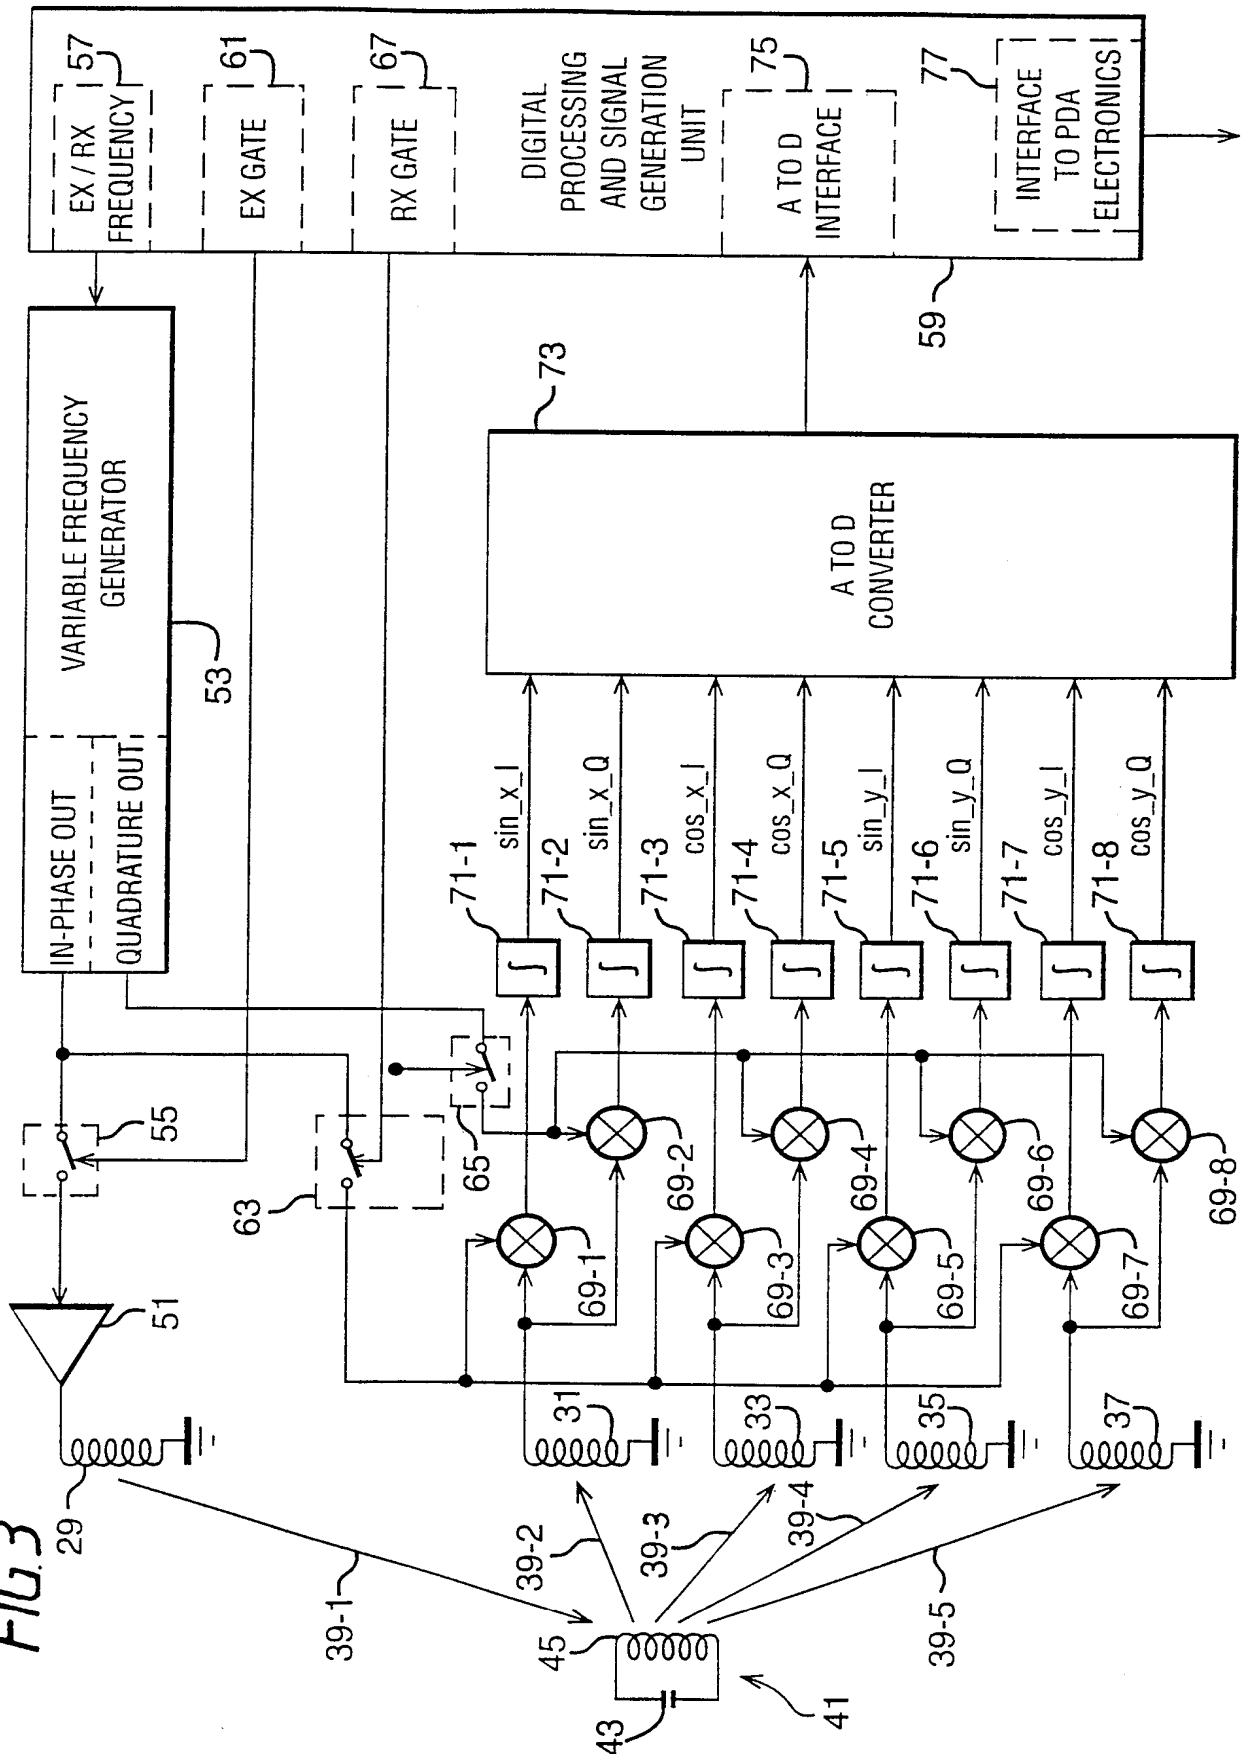 FIG. 3
57
EX / RX
FREQUENCY
61
EX GATE
67
RX GATE
DIGITAL
PROCESSING
AND SIGNAL
GENERATION
UNIT
75
A TO D
INTERFACE
77
INTERFACE
TO PDA
ELECTRONICS
59
VARIABLE FREQUENCY
GENERATOR
53
IN-PHASE OUT
QUADRATURE OUT
73
A TO D
CONVERTER
sin_x_I
sin_x_Q
cos_x_I
cos_x_Q
sin_y_I
sin_y_Q
cos_y_I
cos_y_Q
71-1
71-2
71-3
71-4
71-5
71-6
71-7
71-8
∫
∫
∫
∫
∫
∫
∫
∫
55
63
65
69-1
69-2
69-3
69-4
69-5
69-6
69-7
69-8
51
29
31
33
35
37
39-1
39-2
39-3
39-4
39-5
45
43
41